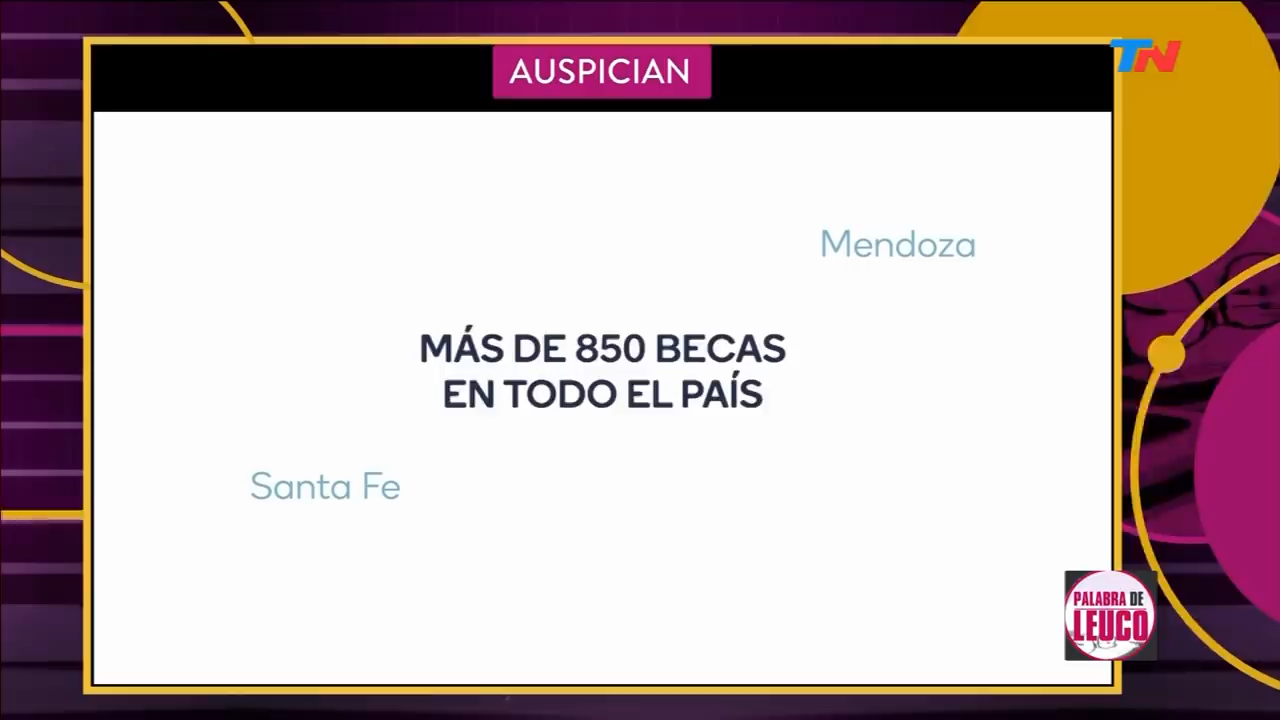 AUSPICIAN
TN
Mendoza
MÁS DE 850 BECAS
EN TODO EL PAÍS
Santa Fe
PALABRA DE
LEUCO